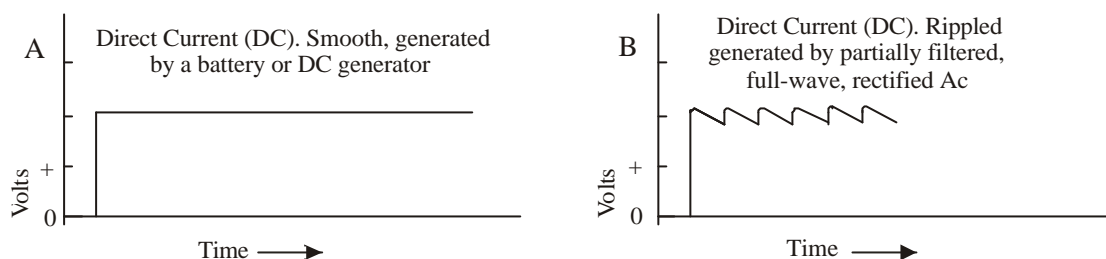 A
Direct Current (DC). Smooth, generated
by a battery or DC generator
Volts
+
0
Time
B
Direct Current (DC). Rippled
generated by partially filtered,
full-wave, rectified Ac
Volts
+
0
Time